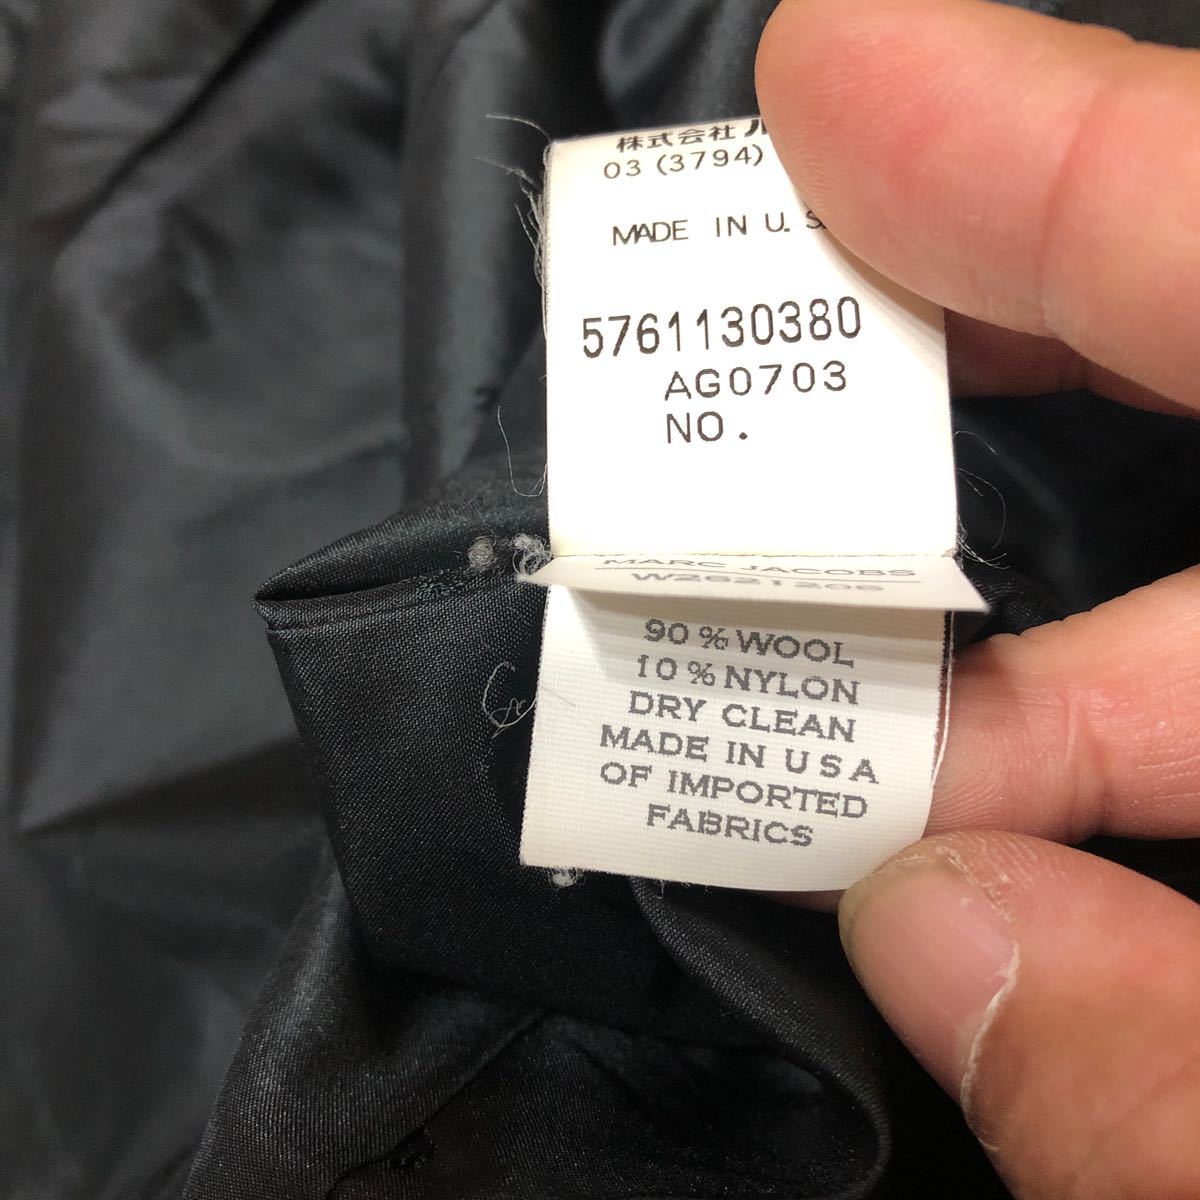 株式会社
03 (3794)
MADE IN U.S.
5761130380
AG0703
NO.
MARC JACOBS
W2621206
90 % WOOL
10 % NYLON
DRY CLEAN
MADE IN U S A
OF IMPORTED
FABRICS